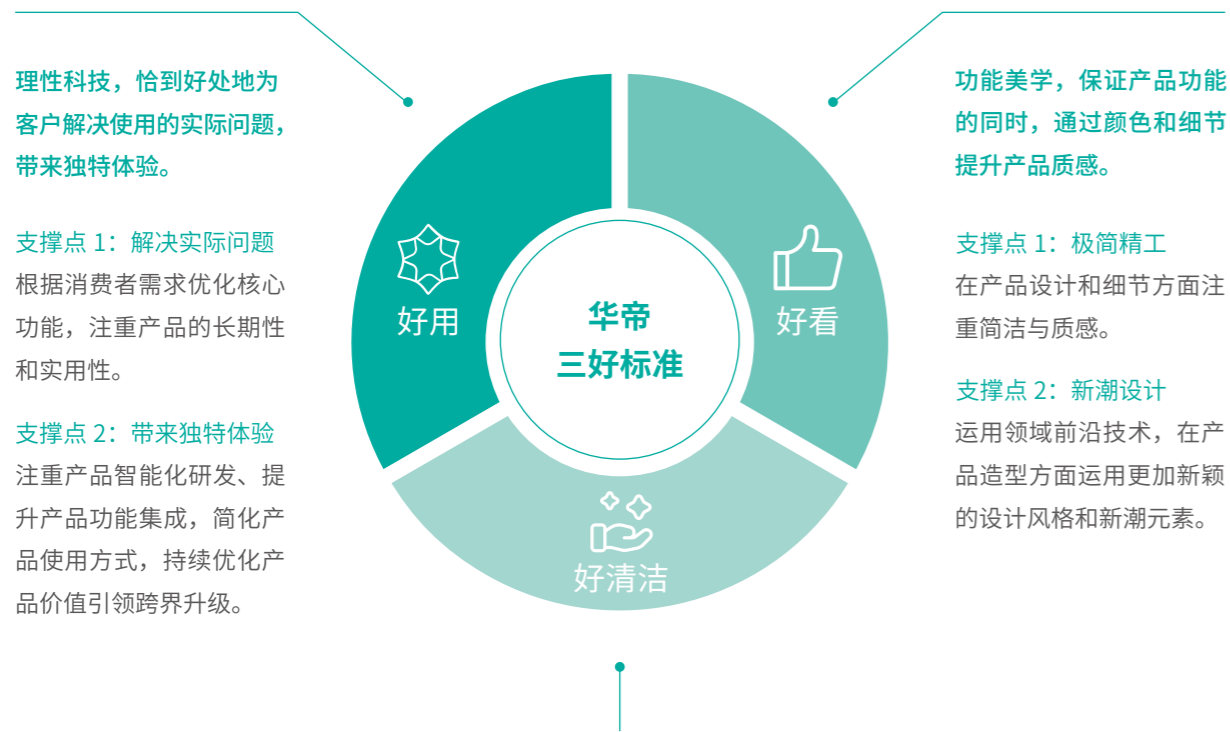 理性科技，恰到好处地为
客户解决使用的实际问题，
带来独特体验。
支撑点 1：解决实际问题
根据消费者需求优化核心
功能，注重产品的长期性
和实用性。
支撑点 2：带来独特体验
注重产品智能化研发、提
升产品功能集成，简化产
品使用方式，持续优化产
品价值引领跨界升级。
好用
华帝
三好标准
好看
好清洁
功能美学，保证产品功能
的同时，通过颜色和细节
提升产品质感。
支撑点 1：极简精工
在产品设计和细节方面注
重简洁与质感。
支撑点 2：新潮设计
运用领域前沿技术，在产
品造型方面运用更加新颖
的设计风格和新潮元素。